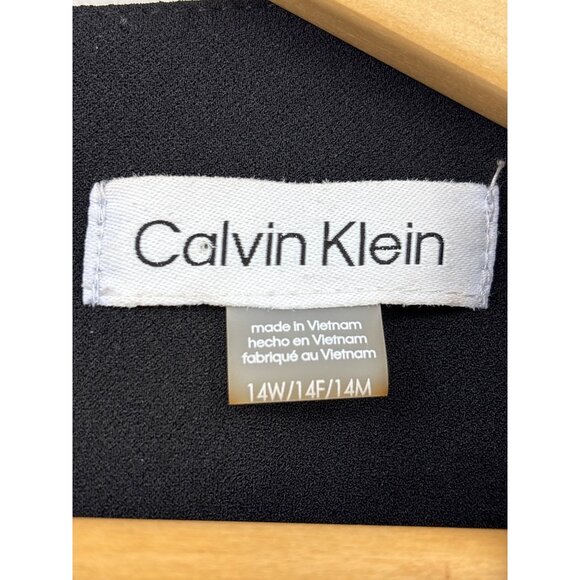 Calvin Klein
made in Vietnam
hecho en Vietnam
fabriqué au Vietnam
14W/14F/14M